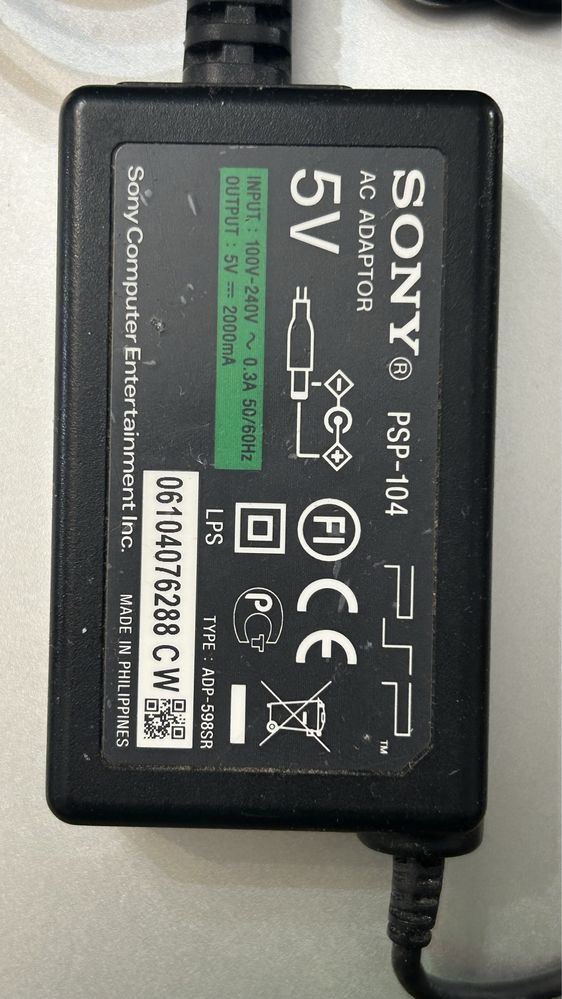 SONY® PSP-104 PSP™
AC ADAPTOR
5V
- C +
FI CE
INPUT : 100V-240V ~ 0.3A 50/60Hz
OUTPUT : 5V ⎓ 2000mA
LPS
PCT
TYPE : ADP-598SR
06104076288 CW
Sony Computer Entertainment Inc. MADE IN PHILIPPINES